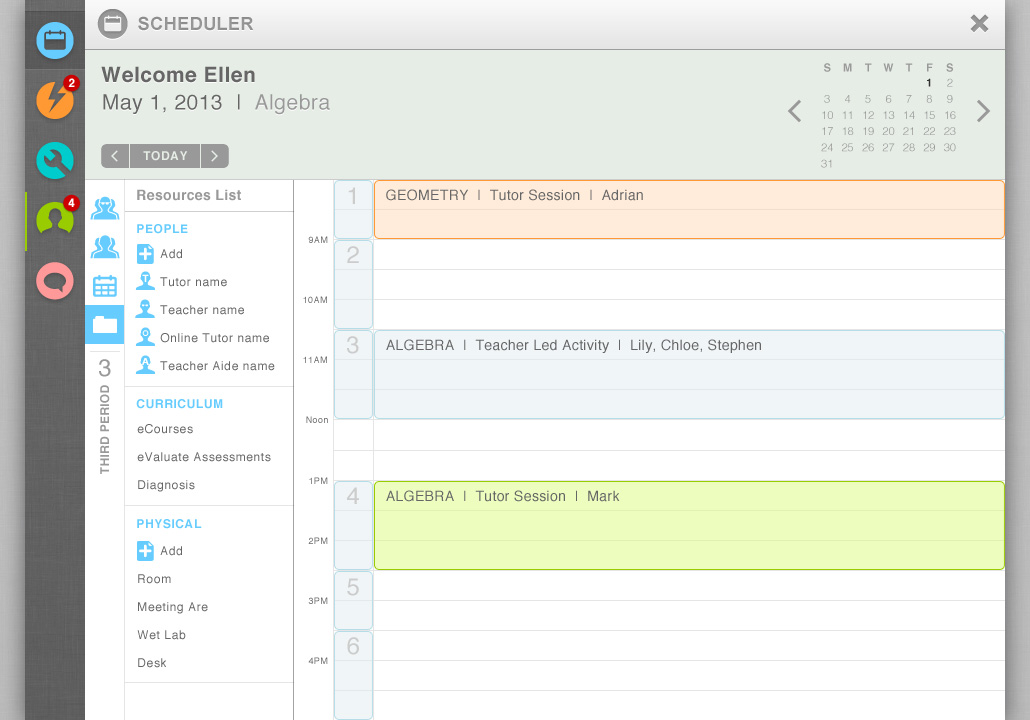 SCHEDULER
2
4
Welcome Ellen
May 1, 2013 | Algebra
TODAY
S M T W T F S
1 2
3 4 5 6 7 8 9
10 11 12 13 14 15 16
17 18 19 20 21 22 23
24 25 26 27 28 29 30
31
3
THIRD PERIOD
Resources List
PEOPLE
Add
T Tutor name
Teacher name
O Online Tutor name
A Teacher Aide name
CURRICULUM
eCourses
eValuate Assessments
Diagnosis
PHYSICAL
Add
Room
Meeting Are
Wet Lab
Desk
1 GEOMETRY | Tutor Session | Adrian
9AM
2
10AM
3 ALGEBRA | Teacher Led Activity | Lily, Chloe, Stephen
11AM
Noon
1PM
4 ALGEBRA | Tutor Session | Mark
2PM
5
3PM
6
4PM